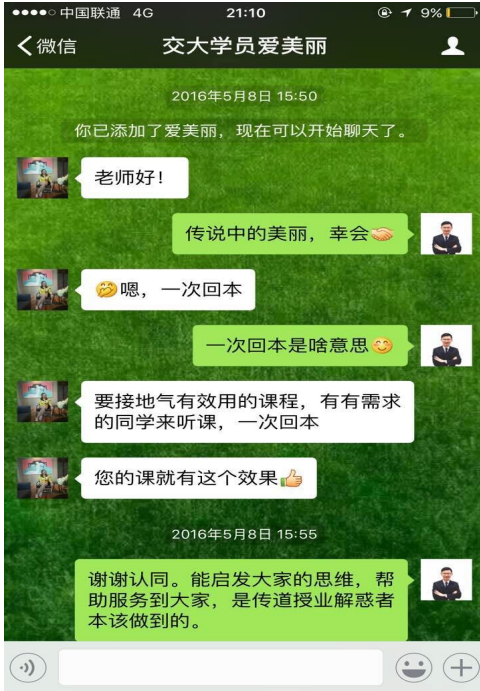 中国联通 4G 21:10 9%
微信 交大学员爱美丽
2016年5月8日 15:50
你已添加了爱美丽，现在可以开始聊天了。
老师好！
传说中的美丽，幸会🤝
🤭嗯，一次回本
一次回本是啥意思😊
要接地气有效用的课程，有有需求
的同学来听课，一次回本
您的课就有这个效果👍
2016年5月8日 15:55
谢谢认同。能启发大家的思维，帮
助服务到大家，是传道授业解惑者
本该做到的。